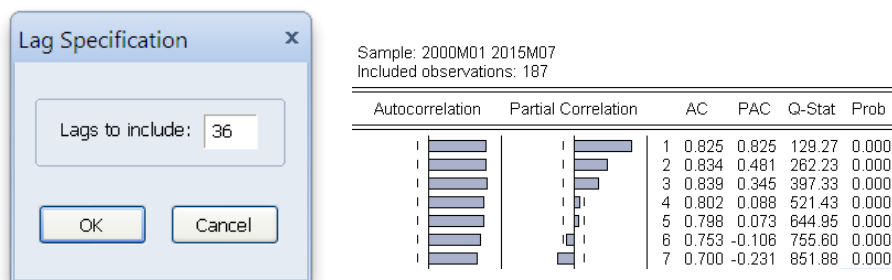 Lag Specification x
Lags to include: 36
OK Cancel
Sample: 2000M01 2015M07
Included observations: 187
Autocorrelation Partial Correlation AC PAC Q-Stat Prob
1 0.825 0.825 129.27 0.000
2 0.834 0.481 262.23 0.000
3 0.839 0.345 397.33 0.000
4 0.802 0.088 521.43 0.000
5 0.798 0.073 644.95 0.000
6 0.753 -0.106 755.60 0.000
7 0.700 -0.231 851.88 0.000